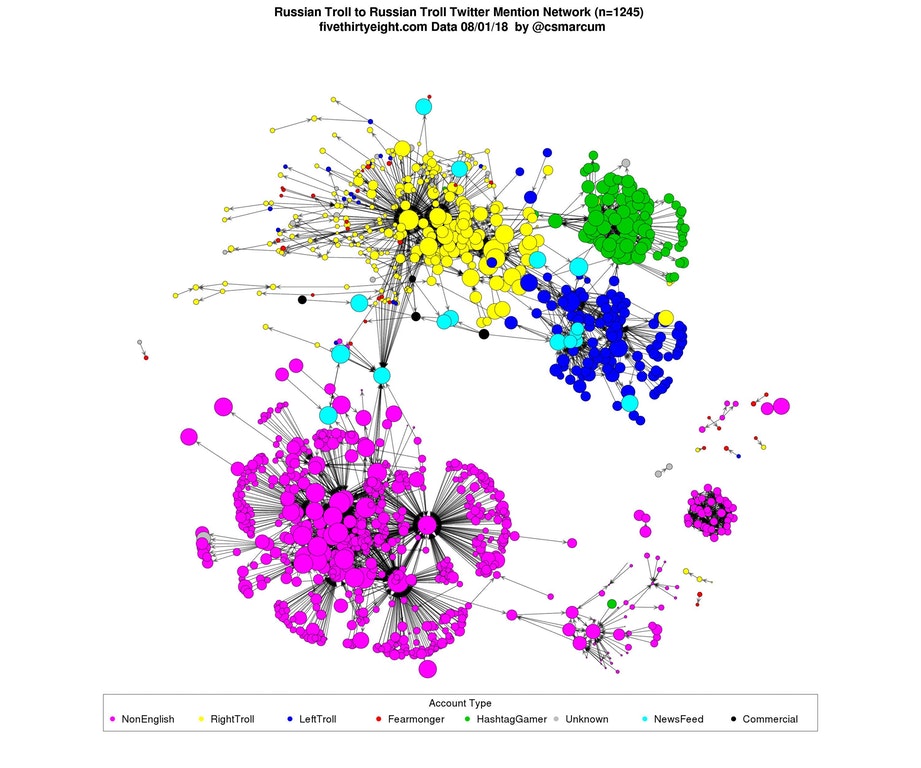 Russian Troll to Russian Troll Twitter Mention Network (n=1245)
fivethirtyeight.com Data 08/01/18 by @csmarcum
Account Type
NonEnglish RightTroll LeftTroll Fearmonger HashtagGamer Unknown NewsFeed Commercial